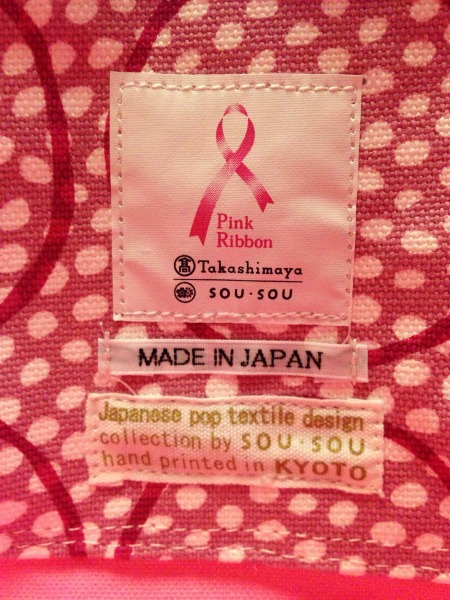 Pink
Ribbon
髙 Takashimaya
SOU·SOU
MADE IN JAPAN
Japanese pop textile design
collection by SOU·SOU
hand printed in KYOTO